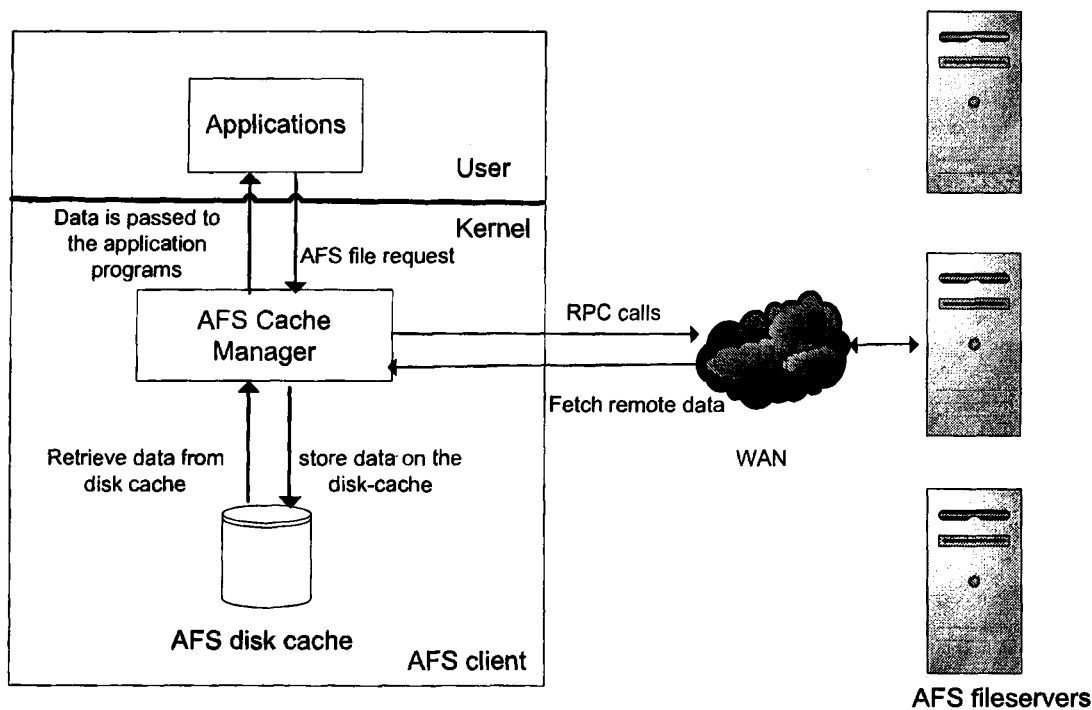 Applications
User
Kernel
Data is passed to
the application
programs
AFS file request
AFS Cache
Manager
RPC calls
Fetch remote data
WAN
Retrieve data from
disk cache
store data on the
disk-cache
AFS disk cache
AFS client
AFS fileservers